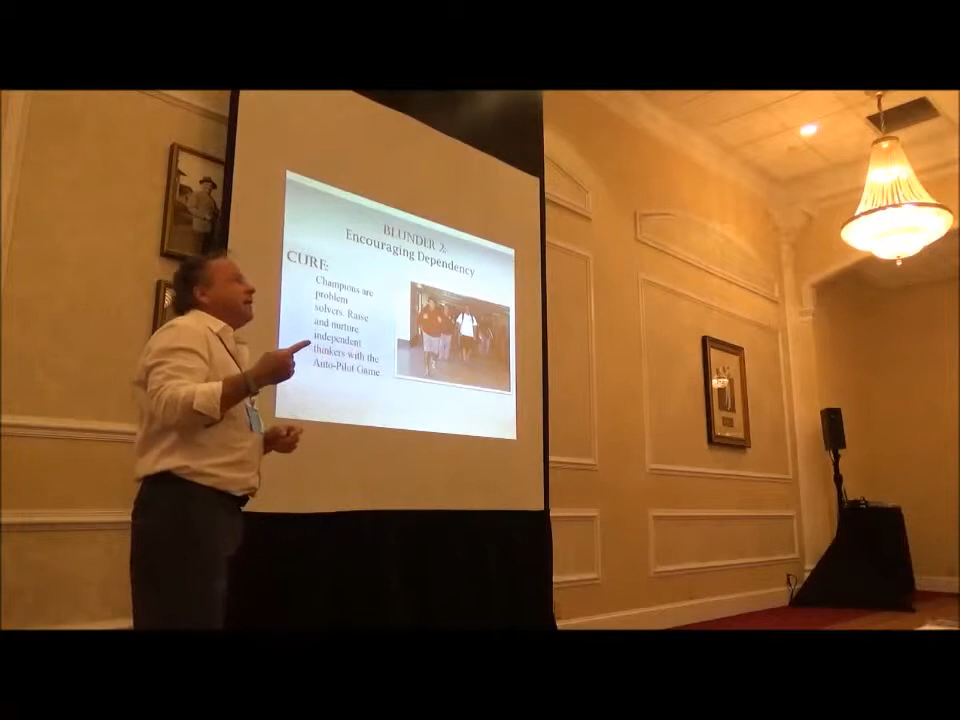 BLUNDER 2:
Encouraging Dependency
CURE:
Champions are
problem
solvers. Raise
and nurture
independent
thinkers with the
Auto-Pilot Game